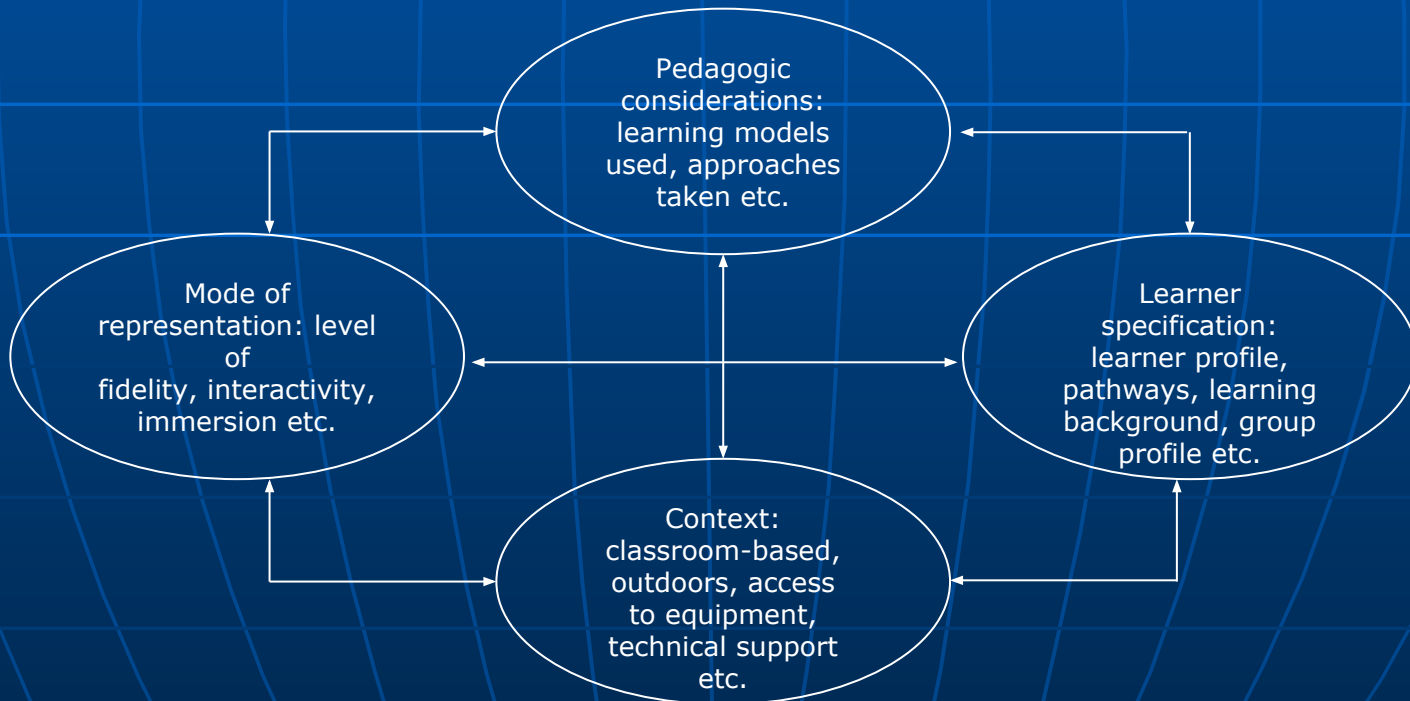 Pedagogic
considerations:
learning models
used, approaches
taken etc.
Mode of
representation: level
of
fidelity, interactivity,
immersion etc.
Learner
specification:
learner profile,
pathways, learning
background, group
profile etc.
Context:
classroom-based,
outdoors, access
to equipment,
technical support
etc.